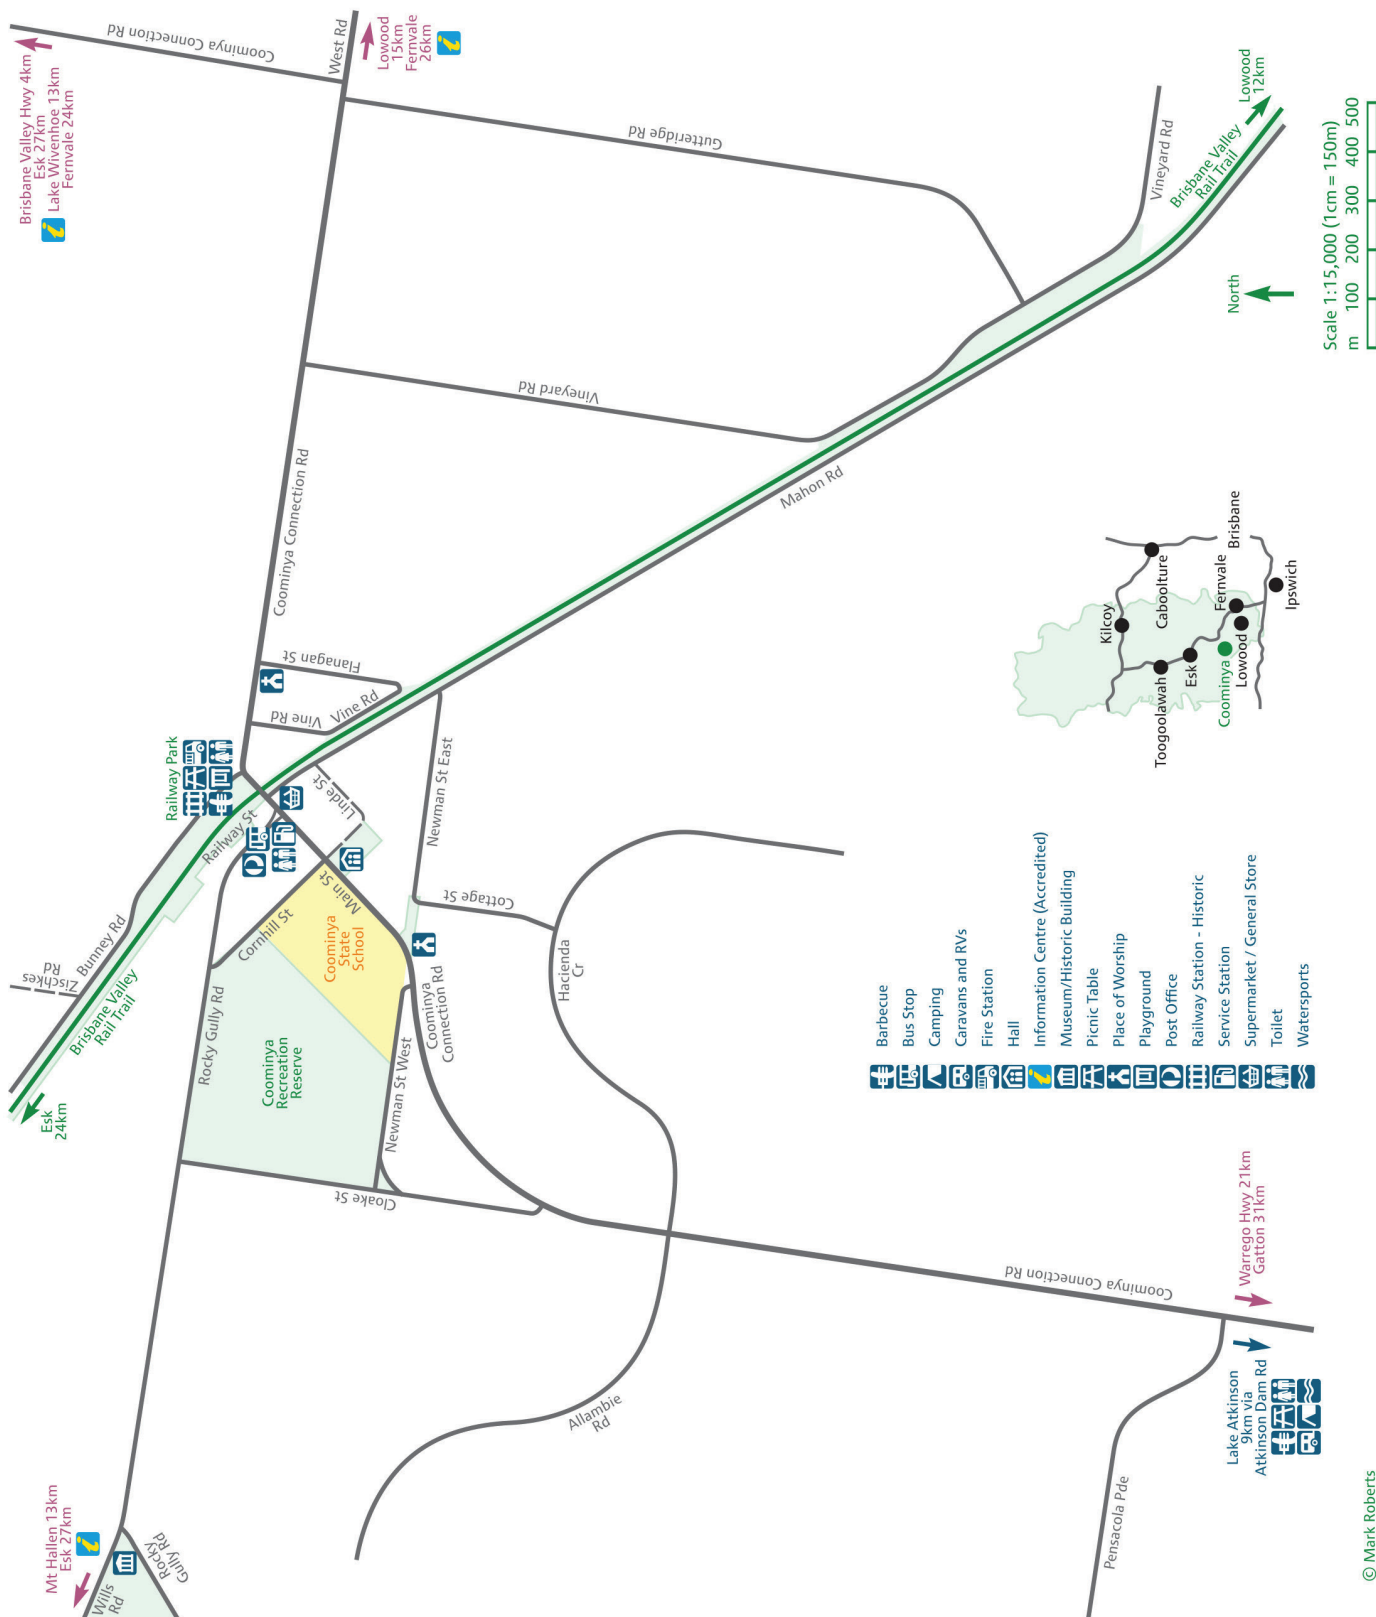 Brisbane Valley Hwy 4km
Esk 27km
Lake Wivenhoe 13km
Fernvale 24km
Coominya Connection Rd
West Rd
Lowood
15km
Fernvale
26km
Gutteridge Rd
Vineyard Rd
Brisbane Valley
Rail Trail
Lowood
12km
North
Scale 1:15,000 (1cm = 150m)
m 100 200 300 400 500
Vineyard Rd
Mahon Rd
Coominya Connection Rd
Flanagan St
Vine Rd
Vine Rd
Railway Park
Railway St
Linde St
Newman St East
Main St
Cornhill St
Cottage St
Coominya
State
School
Coominya
Connection Rd
Hacienda
Cr
Bunney Rd
Zischkes
Rd
Brisbane Valley
Rail Trail
Esk
24km
Rocky Gully Rd
Coominya
Recreation
Reserve
Newman St West
Cloake St
Coominya Connection Rd
Allambie
Rd
Mt Hallen 13km
Esk 27km
Wills
Rd
Rocky
Gully Rd
Pensacola Pde
Warrego Hwy 21km
Gatton 31km
Lake Atkinson
9km via
Atkinson Dam Rd
Kilcoy
Caboolture
Toogoolawah
Esk
Coominya
Lowood
Fernvale
Brisbane
Ipswich
Barbecue
Bus Stop
Camping
Caravans and RVs
Fire Station
Hall
Information Centre (Accredited)
Museum/Historic Building
Picnic Table
Place of Worship
Playground
Post Office
Railway Station - Historic
Service Station
Supermarket / General Store
Toilet
Watersports
© Mark Roberts